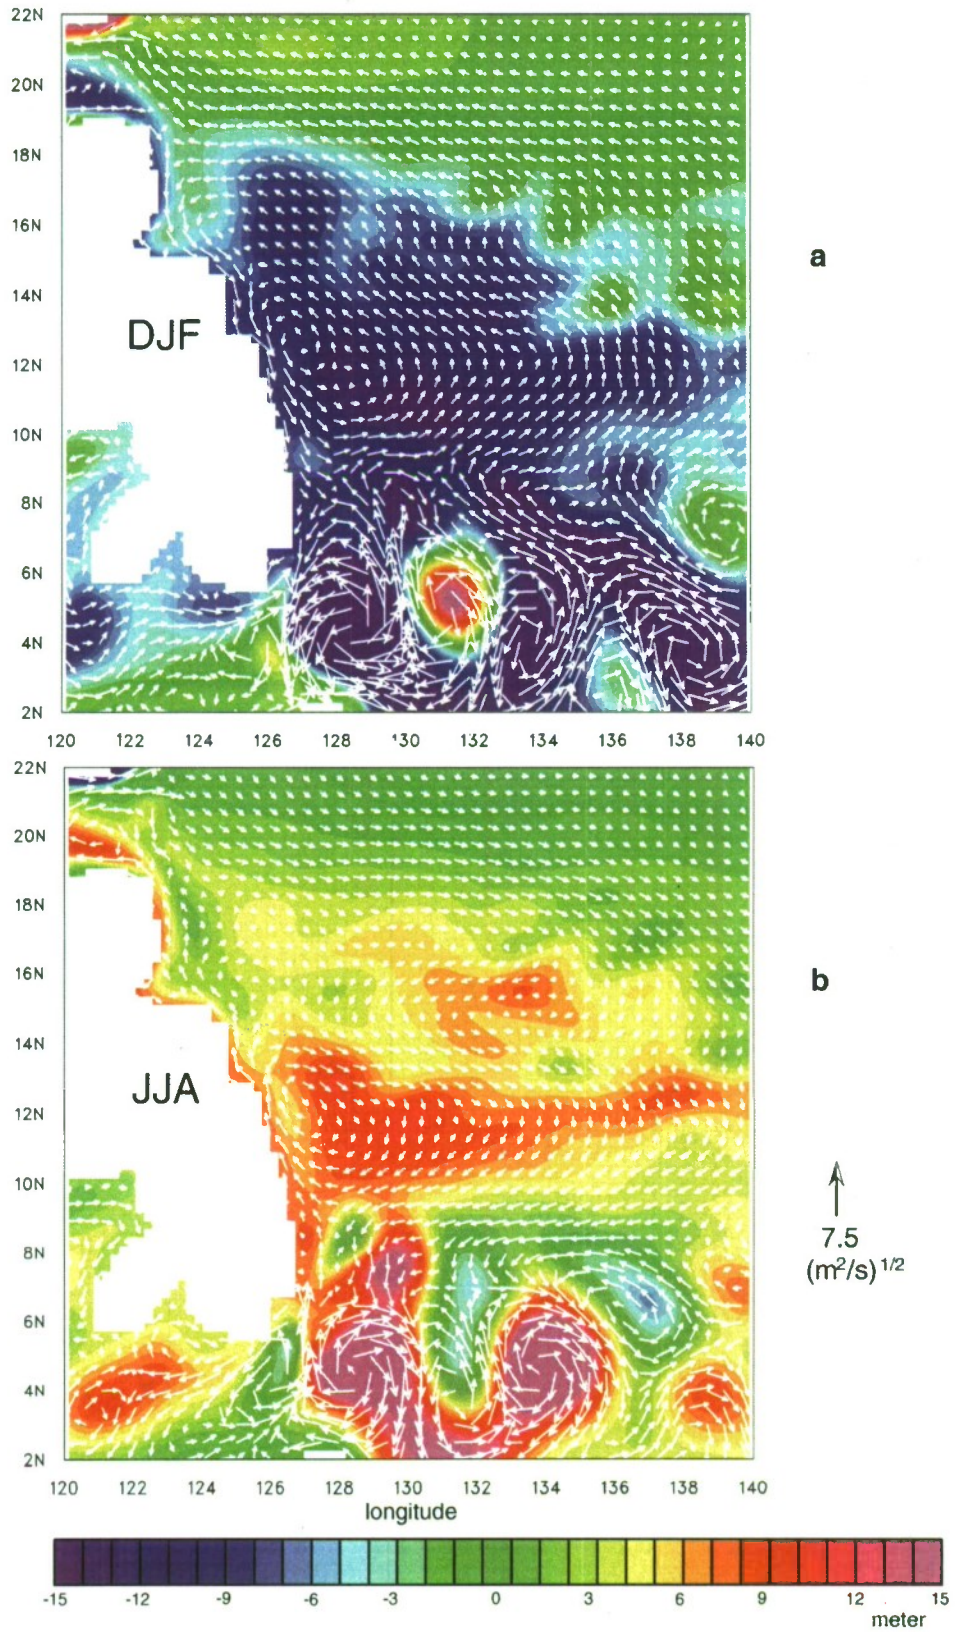 22N
20N
18N
16N
14N
12N
10N
8N
6N
4N
2N
DJF
a
120 122 124 126 128 130 132 134 136 138 140
22N
20N
18N
16N
14N
12N
10N
8N
6N
4N
2N
JJA
b
7.5
(m²/s)¹/²
120 122 124 126 128 130 132 134 136 138 140
longitude
-15 -12 -9 -6 -3 0 3 6 9 12 15
meter